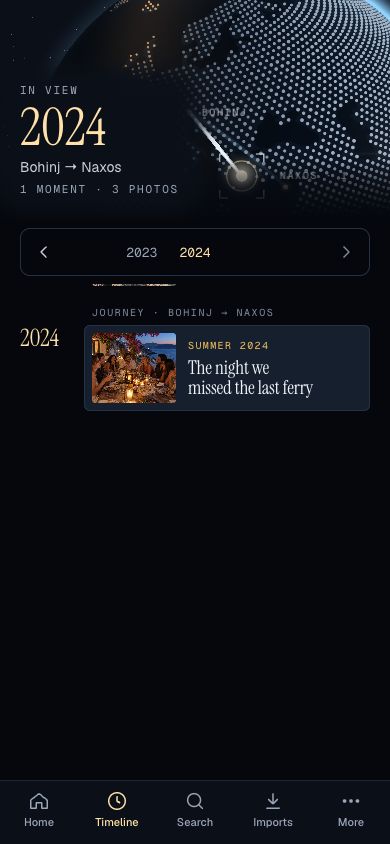 BOHINJ
IN VIEW
2024
Bohinj → Naxos
NAXOS
1 MOMENT · 3 PHOTOS
2023 2024
JOURNEY · BOHINJ → NAXOS
2024
SUMMER 2024
The night we
missed the last ferry
Home Timeline Search Imports More